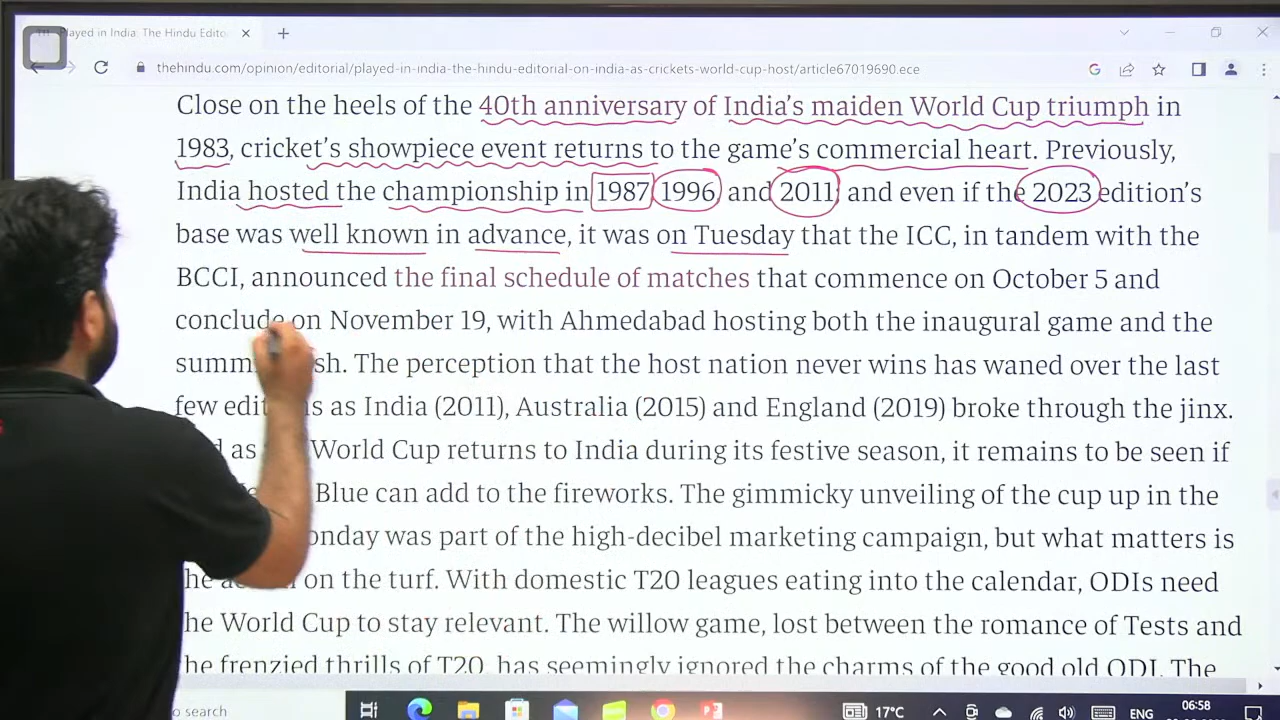 Played in India: The Hindu Edito
thehindu.com/opinion/editorial/played-in-india-the-hindu-editorial-on-india-as-crickets-world-cup-host/article67019690.ece
Close on the heels of the 40th anniversary of India's maiden World Cup triumph in
1983, cricket's showpiece event returns to the game's commercial heart. Previously,
India hosted the championship in 1987 1996 and 2011; and even if the 2023 edition's
base was well known in advance, it was on Tuesday that the ICC, in tandem with the
BCCI, announced the final schedule of matches that commence on October 5 and
conclude on November 19, with Ahmedabad hosting both the inaugural game and the
summ sh. The perception that the host nation never wins has waned over the last
few edit s as India (2011), Australia (2015) and England (2019) broke through the jinx.
as World Cup returns to India during its festive season, it remains to be seen if
Blue can add to the fireworks. The gimmicky unveiling of the cup up in the
onday was part of the high-decibel marketing campaign, but what matters is
on the turf. With domestic T20 leagues eating into the calendar, ODIs need
the World Cup to stay relevant. The willow game, lost between the romance of Tests and
he frenzied thrills of T20, has seemingly ignored the charms of the good old ODI. The
o search
17°C
ENG
06:58